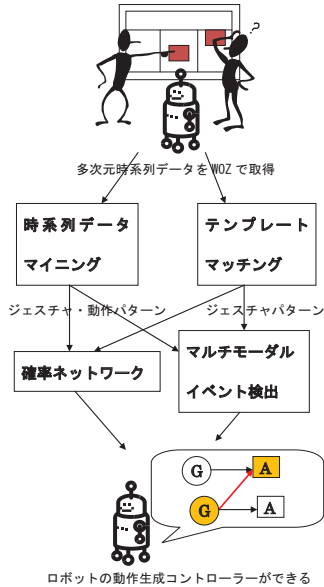 ?
多次元時系列データをWOZで取得
時系列データ
マイニング
テンプレート
マッチング
ジェスチャ・動作パターン
ジェスチャパターン
確率ネットワーク
マルチモーダル
イベント検出
G
A
G
A
ロボットの動作生成コントローラーができる